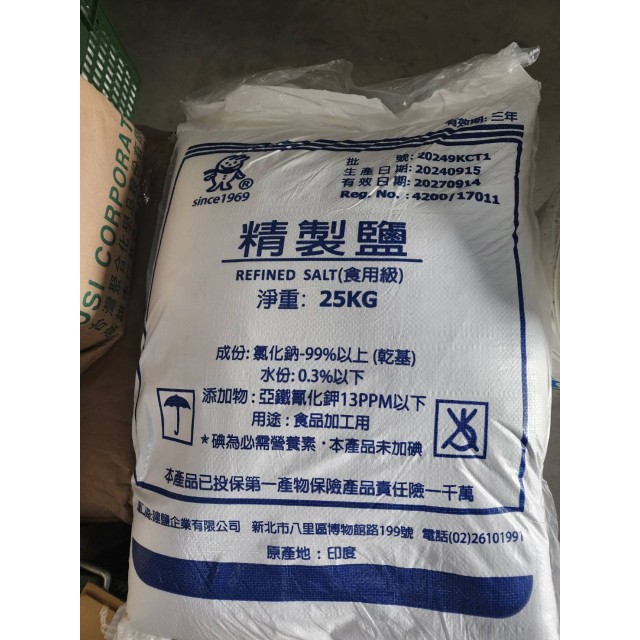 有效期: 三年
批 號: 20249KCT1
生產日期: 20240915
有效日期: 20270914
Reg. No. : 4200/17011
®
since1969
精製鹽
REFINED SALT(食用級)
淨重: 25KG
成份: 氯化鈉-99%以上 (乾基)
水份: 0.3%以下
添加物: 亞鐵氰化鉀13PPM以下
用途: 食品加工用
*碘為必需營養素·本產品未加碘
本產品已投保第一產物保險產品責任險一千萬
鹽企業有限公司 新北市八里區博物館路199號 電話(02)26101991
原產地: 印度
USI CORPORAT